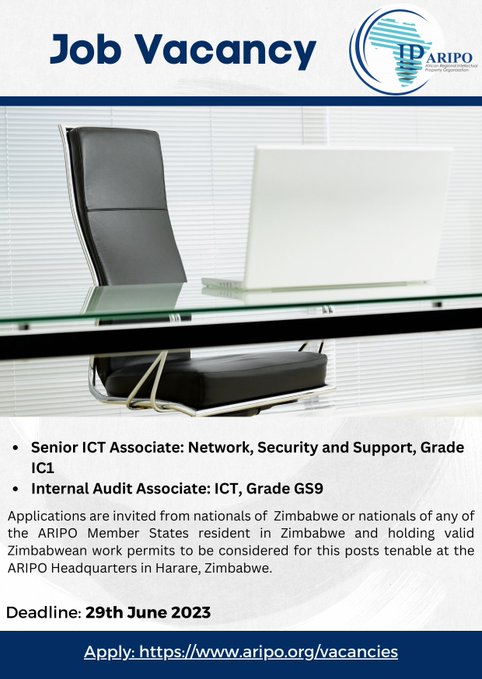 Job Vacancy
IP ARIPO
African Regional Intellectual
Property Organization
• Senior ICT Associate: Network, Security and Support, Grade
IC1
• Internal Audit Associate: ICT, Grade GS9
Applications are invited from nationals of Zimbabwe or nationals of any of
the ARIPO Member States resident in Zimbabwe and holding valid
Zimbabwean work permits to be considered for this posts tenable at the
ARIPO Headquarters in Harare, Zimbabwe.
Deadline: 29th June 2023
Apply: https://www.aripo.org/vacancies